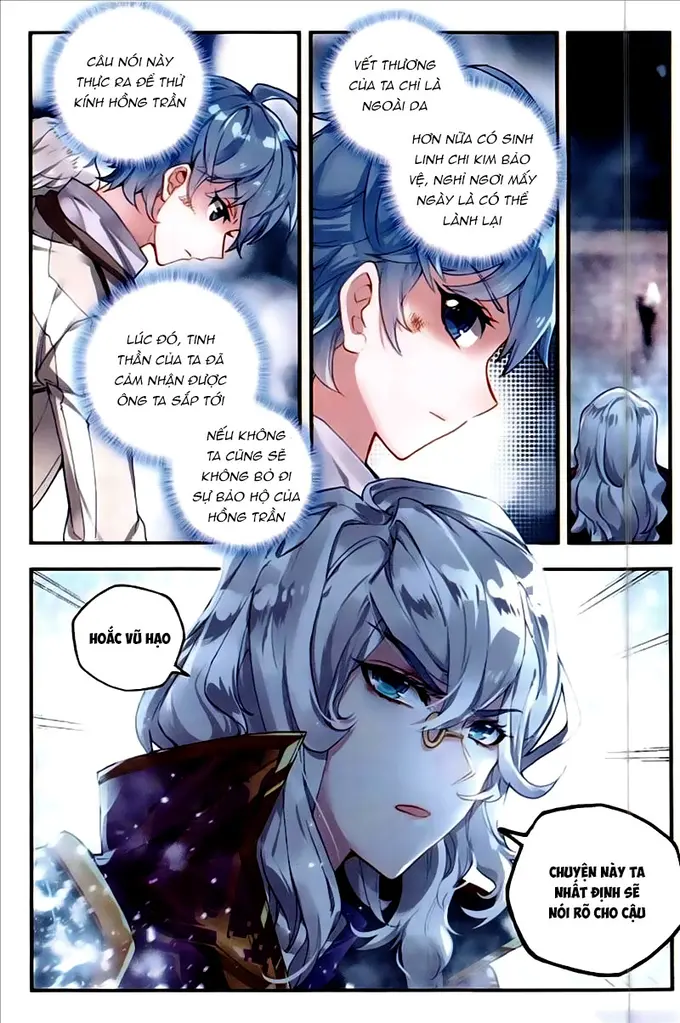 CÂU NÓI NÀY
THỰC RA ĐỂ THỬ
KÍNH HỒNG TRẦN
LÚC ĐÓ, TINH
THẦN CỦA TA ĐÃ
CẢM NHẬN ĐƯỢC
ÔNG TA SẮP TỚI
NẾU KHÔNG
TA CŨNG SẼ
KHÔNG BỎ ĐI
SỰ BẢO HỘ CỦA
HỒNG TRẦN
VẾT THƯƠNG
CỦA TA CHỈ LÀ
NGOÀI DA
HƠN NỮA CÓ SINH
LINH CHI KIM BẢO
VỆ, NGHỈ NGƠI MẤY
NGÀY LÀ CÓ THỂ
LÀNH LẠI
HOẮC VŨ HẠO
CHUYỆN NÀY TA
NHẤT ĐỊNH SẼ
NÓI RÕ CHO CẬU